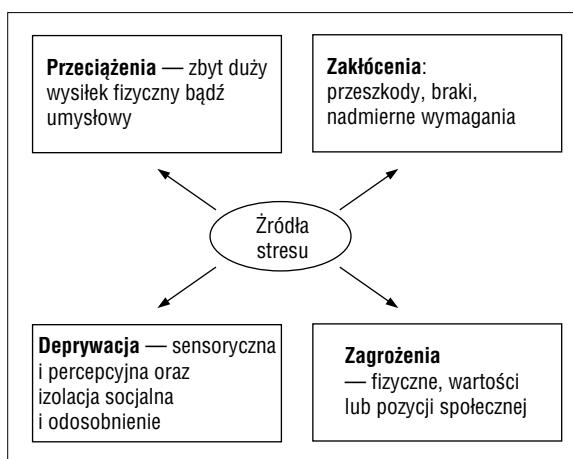 Przeciążenia — zbyt duży
wysiłek fizyczny bądź
umysłowy
Zakłócenia:
przeszkody, braki,
nadmierne wymagania
Źródła
stresu
Deprywacja — sensoryczna
i percepcyjna oraz
izolacja socjalna
i odosobnienie
Zagrożenia
— fizyczne, wartości
lub pozycji społecznej